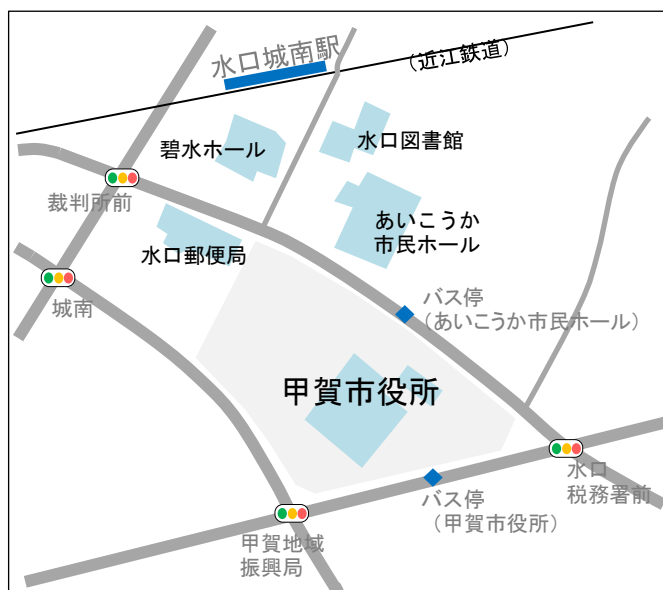 水口城南駅
（近江鉄道）
碧水ホール
水口図書館
裁判所前
あいこうか
市民ホール
水口郵便局
城南
バス停
（あいこうか市民ホール）
甲賀市役所
水口
税務署前
バス停
（甲賀市役所）
甲賀地域
振興局